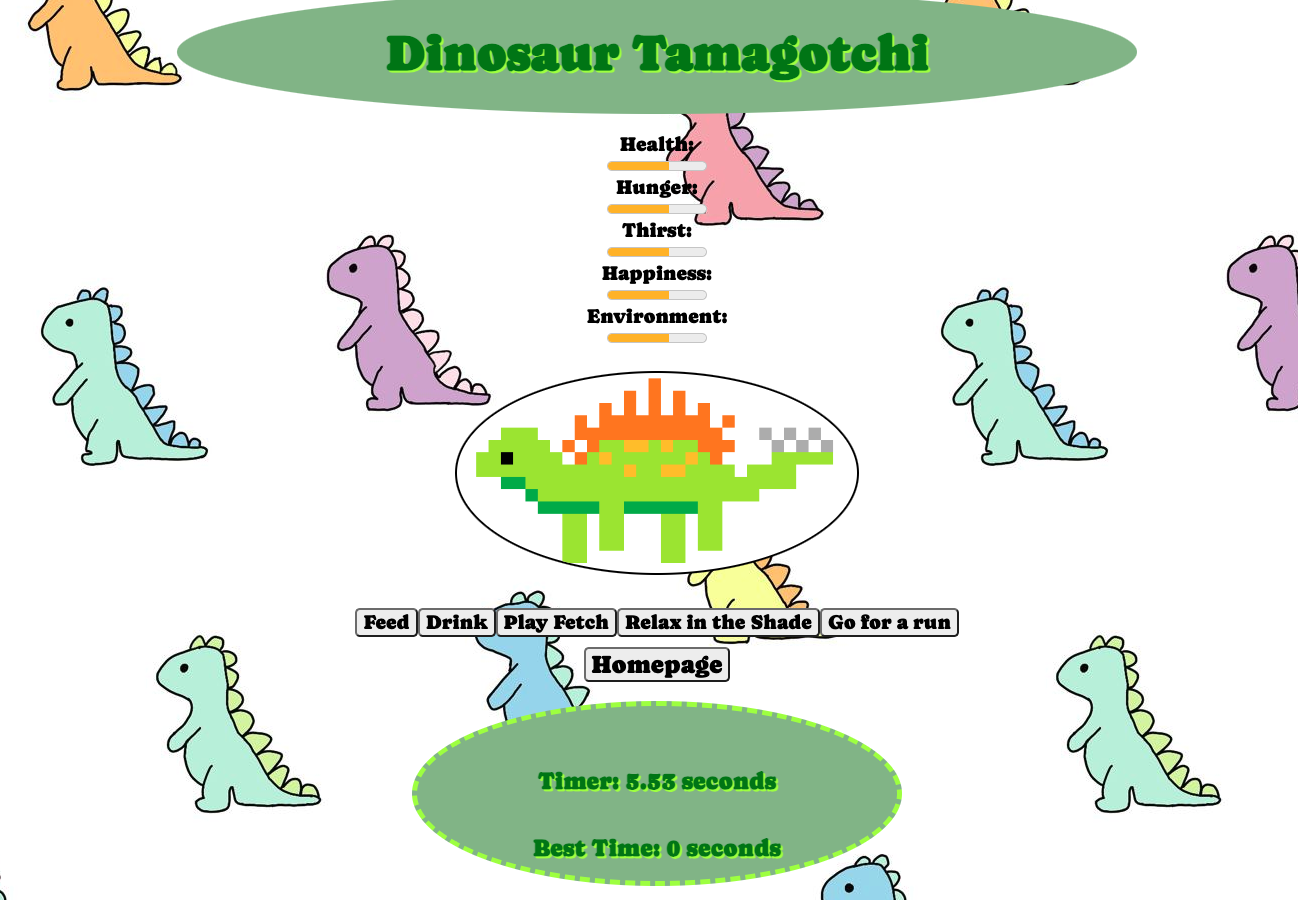 Dinosaur Tamagotchi
Health:
Hunger:
Thirst:
Happiness:
Environment:
Feed Drink Play Fetch Relax in the Shade Go for a run
Homepage
Timer: 5.53 seconds
Best Time: 0 seconds